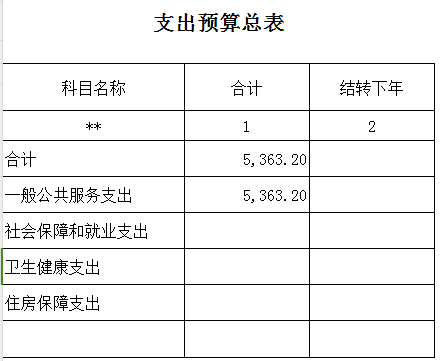 支出预算总表
科目名称 合计 结转下年
** 1 2
合计 5,363.20
一般公共服务支出 5,363.20
社会保障和就业支出
卫生健康支出
住房保障支出